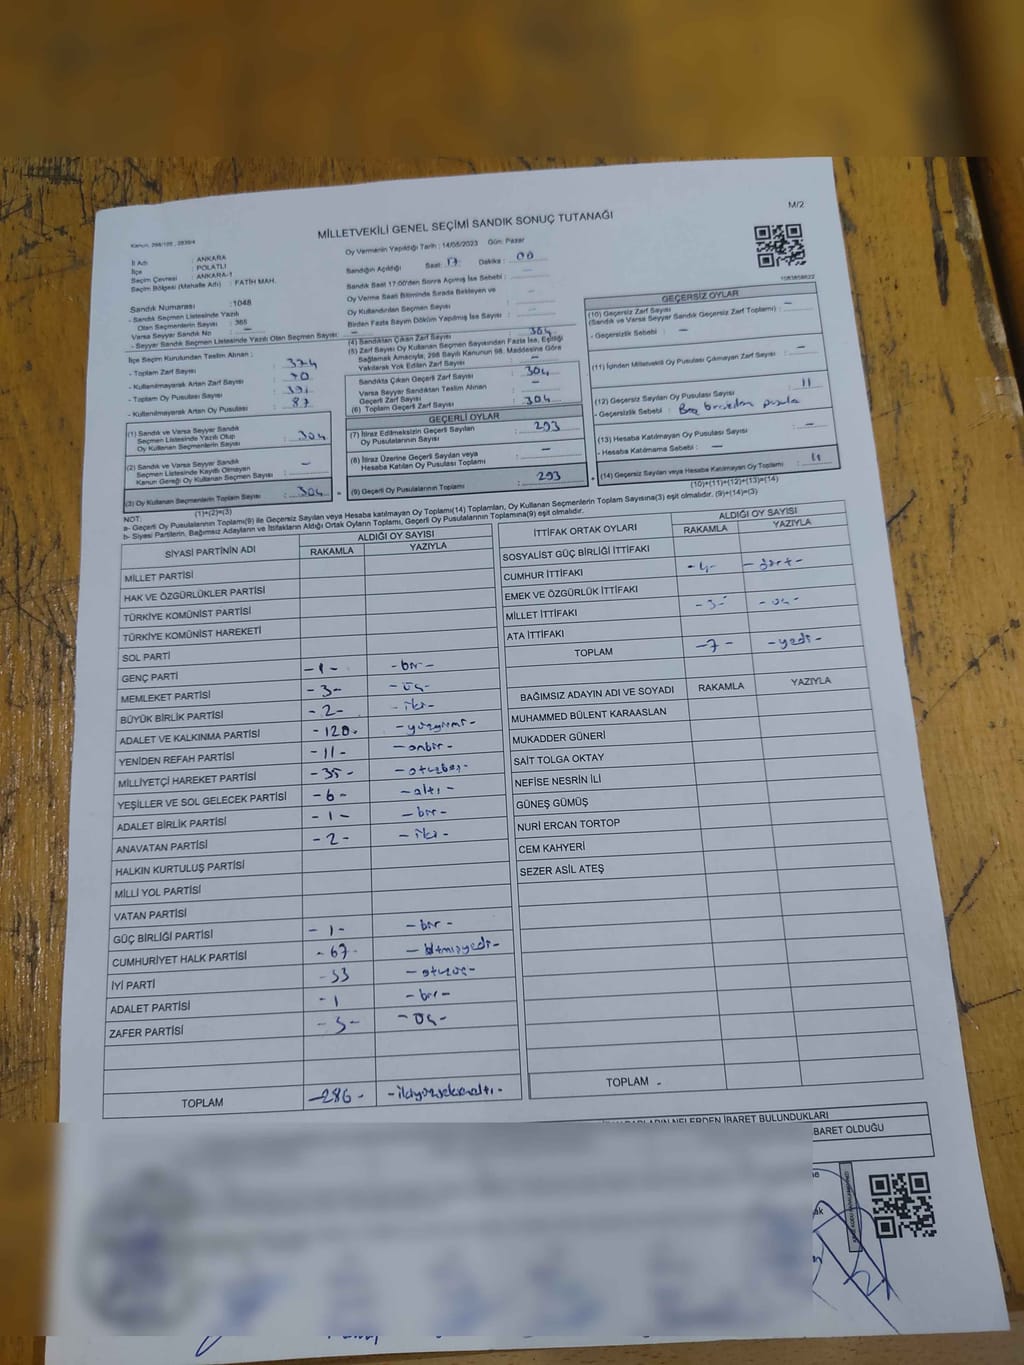 M/2
MİLLETVEKİLİ GENEL SEÇİMİ SANDIK SONUÇ TUTANAĞI
Oy Vermenin Yapıldığı Tarih : 14/05/2023 Gün: Pazar
İl Adı : ANKARA
İlçe : POLATLI
Seçim Çevresi : ANKARA-1
Seçim Bölgesi (Mahalle Adı) : FATİH MAH.
Sandık Numarası : 1048
- Sandık Seçmen Listesinde Yazılı
Olan Seçmenlerin Sayısı : 365
Varsa Seyyar Sandık No : -
- Seyyar Sandık Seçmen Listesinde Yazılı Olan Seçmen Sayısı : -
Sandığın Açıldığı Saat: 17 Dakika : 00
Sandık Saat 17:00'den Sonra Açılmış İse Sebebi : -
Oy Verme Saati Bitiminde Sırada Bekleyen ve
Oy Kullandırılan Seçmen Sayısı : -
Birden Fazla Sayım Döküm Yapılmış İse Sayısı : -
İlçe Seçim Kurulundan Teslim Alınan :
- Toplam Zarf Sayısı : 374
- Kullanılmayarak Artan Zarf Sayısı : 70
- Toplam Oy Pusulası Sayısı
- Kullanılmayarak Artan Oy Pusulası : 87
(1) Sandık ve Varsa Seyyar Sandık
Seçmen Listesinde Yazılı Olup
Oy Kullanan Seçmenlerin Sayısı : 304
(2) Sandık ve Varsa Seyyar Sandık
Seçmen Listesinde Kayıtlı Olmayan
Kanun Gereği Oy Kullanan Seçmen Sayısı : -
(3) Oy Kullanan Seçmenlerin Toplam Sayısı : 304
(1)+(2)=(3)
(4) Sandıktan Çıkan Zarf Sayısı : 304
(5) Zarf Sayısı Oy Kullanan Seçmen Sayısından Fazla İse, Eşitliği
Sağlamak Amacıyla, 298 Sayılı Kanunun 98. Maddesine Göre
Yakılarak Yok Edilen Zarf Sayısı : -
Sandıkta Çıkan Geçerli Zarf Sayısı : 304
Varsa Seyyar Sandıktan Teslim Alınan
Geçerli Zarf Sayısı : -
(6) Toplam Geçerli Zarf Sayısı : 304
GEÇERLİ OYLAR
(7) İtiraz Edilmeksizin Geçerli Sayılan
Oy Pusulalarının Sayısı : 293
(8) İtiraz Üzerine Geçerli Sayılan veya
Hesaba Katılan Oy Pusulası Toplamı : -
= (9) Geçerli Oy Pusulalarının Toplamı : 293
GEÇERSİZ OYLAR
(10) Geçersiz Zarf Sayısı : -
(Sandık ve Varsa Seyyar Sandık Geçersiz Zarf Toplamı)
- Geçersizlik Sebebi : -
(11) İçinden Milletvekili Oy Pusulası Çıkmayan Zarf Sayısı : -
(12) Geçersiz Sayılan Oy Pusulası Sayısı : 11
- Geçersizlik Sebebi :
(13) Hesaba Katılmayan Oy Pusulası Sayısı : -
- Hesaba Katılmama Sebebi : -
+ (14) Geçersiz Sayılan veya Hesaba Katılmayan Oy Toplamı : 11
(10)+(11)+(12)+(13)=(14)
NOT:
a- Geçerli Oy Pusulalarının Toplamı(9) ile Geçersiz Sayılan veya Hesaba katılmayan Oy Toplamı(14) Toplamları, Oy Kullanan Seçmenlerin Toplam Sayısına(3) eşit olmalıdır. (9)+(14)=(3)
b- Siyasi Partilerin, Bağımsız Adayların ve İttifakların Aldığı Ortak Oyların Toplamı, Geçerli Oy Pusulalarının Toplamına(9) eşit olmalıdır.
SİYASİ PARTİNİN ADI ALDIĞI OY SAYISI
RAKAMLA YAZIYLA
MİLLET PARTİSİ
HAK VE ÖZGÜRLÜKLER PARTİSİ
TÜRKİYE KOMÜNİST PARTİSİ
TÜRKİYE KOMÜNİST HAREKETİ
SOL PARTİ
GENÇ PARTİ -1- -bir-
MEMLEKET PARTİSİ -3- -üç-
BÜYÜK BİRLİK PARTİSİ -2- -iki-
ADALET VE KALKINMA PARTİSİ -120- -yüzyirmi-
YENİDEN REFAH PARTİSİ -11- -onbir-
MİLLİYETÇİ HAREKET PARTİSİ -35- -otuzbeş-
YEŞİLLER VE SOL GELECEK PARTİSİ -6- -altı-
ADALET BİRLİK PARTİSİ -1- -bir-
ANAVATAN PARTİSİ -2- -iki-
HALKIN KURTULUŞ PARTİSİ
MİLLİ YOL PARTİSİ
VATAN PARTİSİ
GÜÇ BİRLİĞİ PARTİSİ -1- -bir-
CUMHURİYET HALK PARTİSİ -67- -altmışyedi-
İYİ PARTİ -33 -otuzüç-
ADALET PARTİSİ -1 -bir-
ZAFER PARTİSİ -3- -üç-
TOPLAM -286- -ikiyüzseksenaltı-
İTTİFAK ORTAK OYLARI ALDIĞI OY SAYISI
RAKAMLA YAZIYLA
SOSYALİST GÜÇ BİRLİĞİ İTTİFAKI
CUMHUR İTTİFAKI -4- -dört-
EMEK VE ÖZGÜRLÜK İTTİFAKI
MİLLET İTTİFAKI -3- -üç-
ATA İTTİFAKI
TOPLAM -7- -yedi-
BAĞIMSIZ ADAYIN ADI VE SOYADI RAKAMLA YAZIYLA
MUHAMMED BÜLENT KARAASLAN
MUKADDER GÜNERİ
SAİT TOLGA OKTAY
NEFİSE NESRİN İLİ
GÜNEŞ GÜMÜŞ
NURİ ERCAN TORTOP
CEM KAHYERİ
SEZER ASİL ATEŞ
TOPLAM -
NELERDEN İBARET BULUNDUKLARI
BARET OLDUĞU